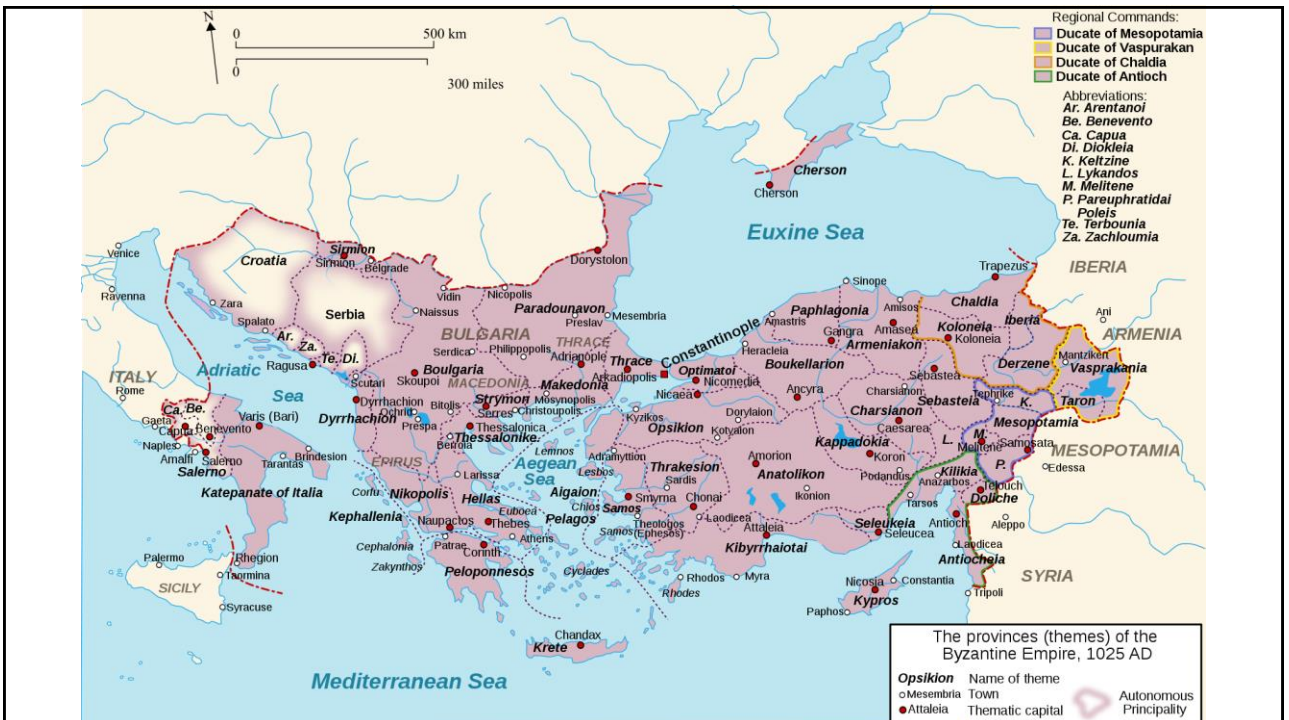 N
0 500 km
0
300 miles
Regional Commands:
Ducate of Mesopotamia
Ducate of Vaspurakan
Ducate of Chaldia
Ducate of Antioch
Abbreviations:
Ar. Arentanoi
Be. Benevento
Ca. Capua
Di. Diokleia
K. Keltzine
L. Lykandos
M. Melitene
P. Pareuphratidai
Poleis
Te. Terbounia
Za. Zachloumia
Cherson
Cherson
Euxine Sea
Venice
Ravenna
Croatia
Sirmion
Sirmion
Belgrade
Dorystolon
Zara
Spalato
Serbia
Vidin
Nicopolis
Naissus
Paradounavon
Preslav
Mesembria
BULGARIA
THRACE
Ar.
Za.
Te.
Di.
Ragusa
Adriatic
Sea
ITALY
Rome
Serdica
Philippopolis
Adrianople
Thrace
Arkadiopolis
Constantinople
Scutari
Skoupoi
Boulgaria
MACEDONIA
Makedonia
Mosynopolis
Strymon
Serres
Christoupolis
Dyrrhachion
Dyrrhachion
Ochrid
Bitolis
Prespa
Thessalonica
Thessalonike
Berroia
Ca.
Be.
Gaeta
Capua
Benevento
Naples
Amalfi
Salerno
Salerno
Varis (Bari)
Brindesion
Tarantas
Katepanate of Italia
EPIRUS
Corfu
Larissa
Lemnos
Aegean
Sea
Lesbos
Nikopolis
Hellas
Aigaion
Pelagos
Chios
Euboea
Kephallenia
Naupactos
Thebes
Athens
Cephalonia
Patrae
Corinth
Zakynthos
Peloponnesos
Cyclades
Palermo
Rhegion
Taormina
SICILY
Syracuse
Chandax
Krete
Mediterranean Sea
Sinope
Amastris
Paphlagonia
Amisos
Gangra
Amasea
Armeniakon
Heracleia
Optimatoi
Nicomedia
Boukellarion
Nicaea
Ancyra
Kyzikos
Dorylaion
Kotyaion
Opsikion
Adramyttion
Charsianon
Charsianon
Caesarea
Kappadokia
Koron
Thrakesion
Sardis
Amorion
Anatolikon
Smyrna
Samos
Chonai
Ikonion
Podandus
Theologos
(Ephesos)
Samos
Laodicea
Attaleia
Kibyrrhaiotai
Rhodos
Rhodes
Myra
Seleukeia
Seleucea
Tarsos
Kilikia
Anazarbos
Trapezus
Chaldia
Koloneia
Koloneia
Iberia
IBERIA
Ani
ARMENIA
Derzene
Mantziken
Vasprakania
Taron
Sebastea
Sebasteia
Tephrike
K.
Mesopotamia
L.
M.
Melitene
Samosata
P.
MESOPOTAMIA
Edessa
Telouch
Doliche
Antioch
Aleppo
Laodicea
Antiocheia
SYRIA
Tripoli
Nicosia
Constantia
Kypros
Paphos
The provinces (themes) of the
Byzantine Empire, 1025 AD
Opsikion Name of theme
Mesembria Town
Attaleia Thematic capital
Autonomous
Principality